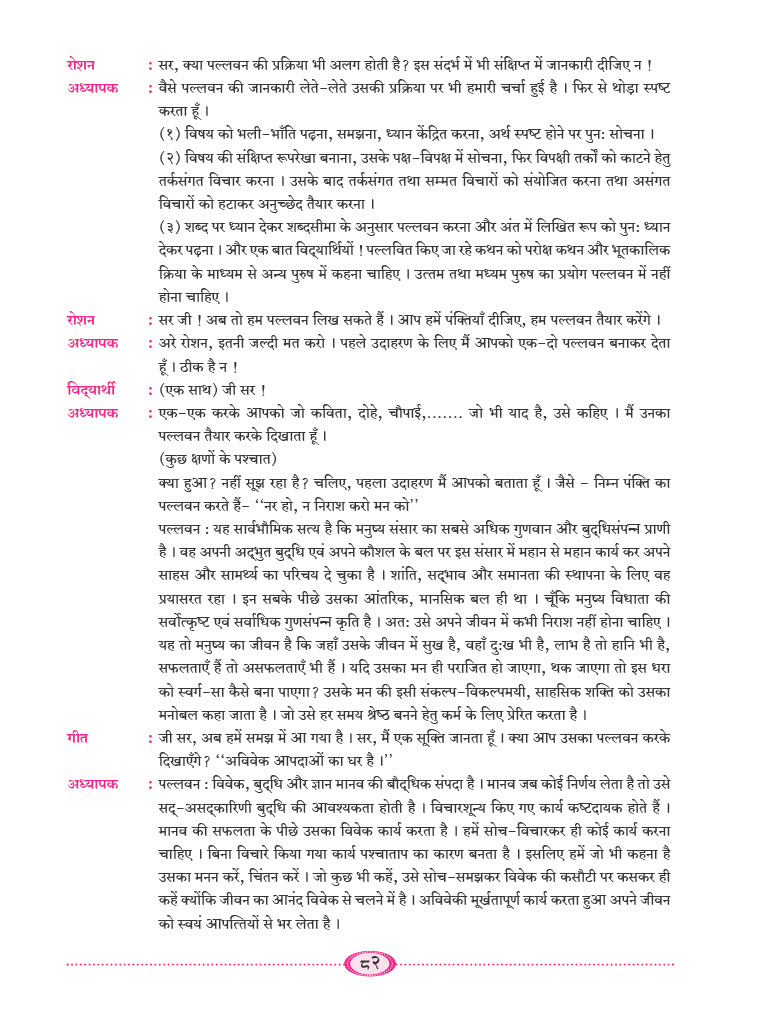 रोशन : सर, क्या पल्लवन की प्रक्रिया भी अलग होती है? इस संदर्भ में भी संक्षिप्त में जानकारी दीजिए न !
अध्यापक : वैसे पल्लवन की जानकारी लेते-लेते उसकी प्रक्रिया पर भी हमारी चर्चा हुई है । फिर से थोड़ा स्पष्ट
करता हूँ ।
(१) विषय को भली-भाँति पढ़ना, समझना, ध्यान केंद्रित करना, अर्थ स्पष्ट होने पर पुनः सोचना ।
(२) विषय की संक्षिप्त रूपरेखा बनाना, उसके पक्ष-विपक्ष में सोचना, फिर विपक्षी तर्कों को काटने हेतु
तर्कसंगत विचार करना । उसके बाद तर्कसंगत तथा सम्मत विचारों को संयोजित करना तथा असंगत
विचारों को हटाकर अनुच्छेद तैयार करना ।
(३) शब्द पर ध्यान देकर शब्दसीमा के अनुसार पल्लवन करना और अंत में लिखित रूप को पुनः ध्यान
देकर पढ़ना । और एक बात विद्यार्थियों ! पल्लवित किए जा रहे कथन को परोक्ष कथन और भूतकालिक
क्रिया के माध्यम से अन्य पुरुष में कहना चाहिए । उत्तम तथा मध्यम पुरुष का प्रयोग पल्लवन में नहीं
होना चाहिए ।
रोशन : सर जी ! अब तो हम पल्लवन लिख सकते हैं । आप हमें पंक्तियाँ दीजिए, हम पल्लवन तैयार करेंगे ।
अध्यापक : अरे रोशन, इतनी जल्दी मत करो । पहले उदाहरण के लिए मैं आपको एक-दो पल्लवन बनाकर देता
हूँ । ठीक है न !
विद्यार्थी : (एक साथ) जी सर !
अध्यापक : एक-एक करके आपको जो कविता, दोहे, चौपाई,....... जो भी याद है, उसे कहिए । मैं उनका
पल्लवन तैयार करके दिखाता हूँ ।
(कुछ क्षणों के पश्चात)
क्या हुआ? नहीं सूझ रहा है? चलिए, पहला उदाहरण मैं आपको बताता हूँ । जैसे - निम्न पंक्ति का
पल्लवन करते हैं- ‘‘नर हो, न निराश करो मन को’’
पल्लवन : यह सार्वभौमिक सत्य है कि मनुष्य संसार का सबसे अधिक गुणवान और बुद्धिसंपन्न प्राणी
है । वह अपनी अद्भुत बुद्धि एवं अपने कौशल के बल पर इस संसार में महान से महान कार्य कर अपने
साहस और सामर्थ्य का परिचय दे चुका है । शांति, सद्भाव और समानता की स्थापना के लिए वह
प्रयासरत रहा । इन सबके पीछे उसका आंतरिक, मानसिक बल ही था । चूँकि मनुष्य विधाता की
सर्वोत्कृष्ट एवं सर्वाधिक गुणसंपन्न कृति है । अतः उसे अपने जीवन में कभी निराश नहीं होना चाहिए ।
यह तो मनुष्य का जीवन है कि जहाँ उसके जीवन में सुख है, वहाँ दुःख भी है, लाभ है तो हानि भी है,
सफलताएँ हैं तो असफलताएँ भी हैं । यदि उसका मन ही पराजित हो जाएगा, थक जाएगा तो इस धरा
को स्वर्ग-सा कैसे बना पाएगा? उसके मन की इसी संकल्प-विकल्पमयी, साहसिक शक्ति को उसका
मनोबल कहा जाता है । जो उसे हर समय श्रेष्ठ बनने हेतु कर्म के लिए प्रेरित करता है ।
गीत : जी सर, अब हमें समझ में आ गया है । सर, मैं एक सूक्ति जानता हूँ । क्या आप उसका पल्लवन करके
दिखाएँगे? ‘‘अविवेक आपदाओं का घर है ।’’
अध्यापक : पल्लवन : विवेक, बुद्धि और ज्ञान मानव की बौद्धिक संपदा है । मानव जब कोई निर्णय लेता है तो उसे
सद्-असद्कारिणी बुद्धि की आवश्यकता होती है । विचारशून्य किए गए कार्य कष्टदायक होते हैं ।
मानव की सफलता के पीछे उसका विवेक कार्य करता है । हमें सोच-विचारकर ही कोई कार्य करना
चाहिए । बिना विचारे किया गया कार्य पश्चाताप का कारण बनता है । इसलिए हमें जो भी कहना है
उसका मनन करें, चिंतन करें । जो कुछ भी कहें, उसे सोच-समझकर विवेक की कसौटी पर कसकर ही
कहें क्योंकि जीवन का आनंद विवेक से चलने में है । अविवेकी मूर्खतापूर्ण कार्य करता हुआ अपने जीवन
को स्वयं आपत्तियों से भर लेता है ।
८२